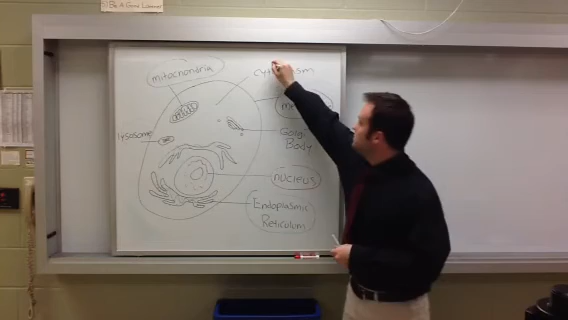 Be A Good Listener
mitochondria
lysosome
Golgi
Body
nucleus
Endoplasmic
Reticulum